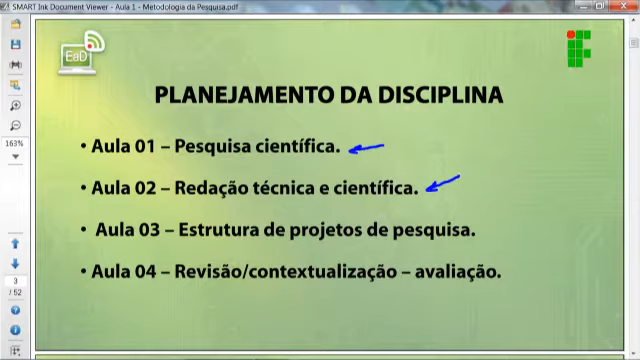 SMART Ink Document Viewer - Aula 1 - Metodologia da Pesquisa.pdf
EaD
PLANEJAMENTO DA DISCIPLINA
• Aula 01 – Pesquisa científica.
• Aula 02 – Redação técnica e científica.
• Aula 03 – Estrutura de projetos de pesquisa.
• Aula 04 – Revisão/contextualização – avaliação.
163%
3
/ 52